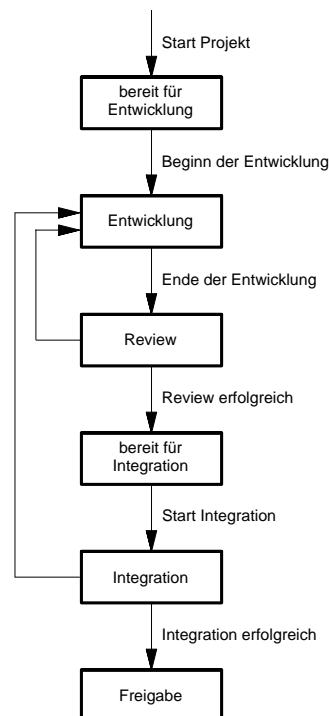 Start Projekt
bereit für
Entwicklung
Beginn der Entwicklung
Entwicklung
Ende der Entwicklung
Review
Review erfolgreich
bereit für
Integration
Start Integration
Integration
Integration erfolgreich
Freigabe